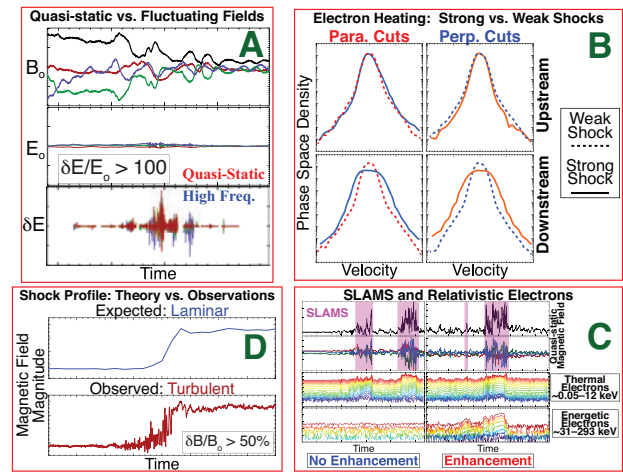 Quasi-static vs. Fluctuating Fields
A
Bo
Eo
δE/Eo > 100
Quasi-Static
High Freq.
δE
Time
Electron Heating: Strong vs. Weak Shocks
Para. Cuts
Perp. Cuts
B
Phase Space Density
Upstream
Downstream
Velocity
Velocity
Weak
Shock
Strong
Shock
Shock Profile: Theory vs. Observations
Expected: Laminar
D
Magnetic Field
Magnitude
Observed: Turbulent
δB/Bo > 50%
Time
SLAMS and Relativistic Electrons
SLAMS
Quasi-static
Magnetic Field
C
Thermal
Electrons
~0.05–12 keV
Energetic
Electrons
~31–293 keV
Time
Time
No Enhancement
Enhancement